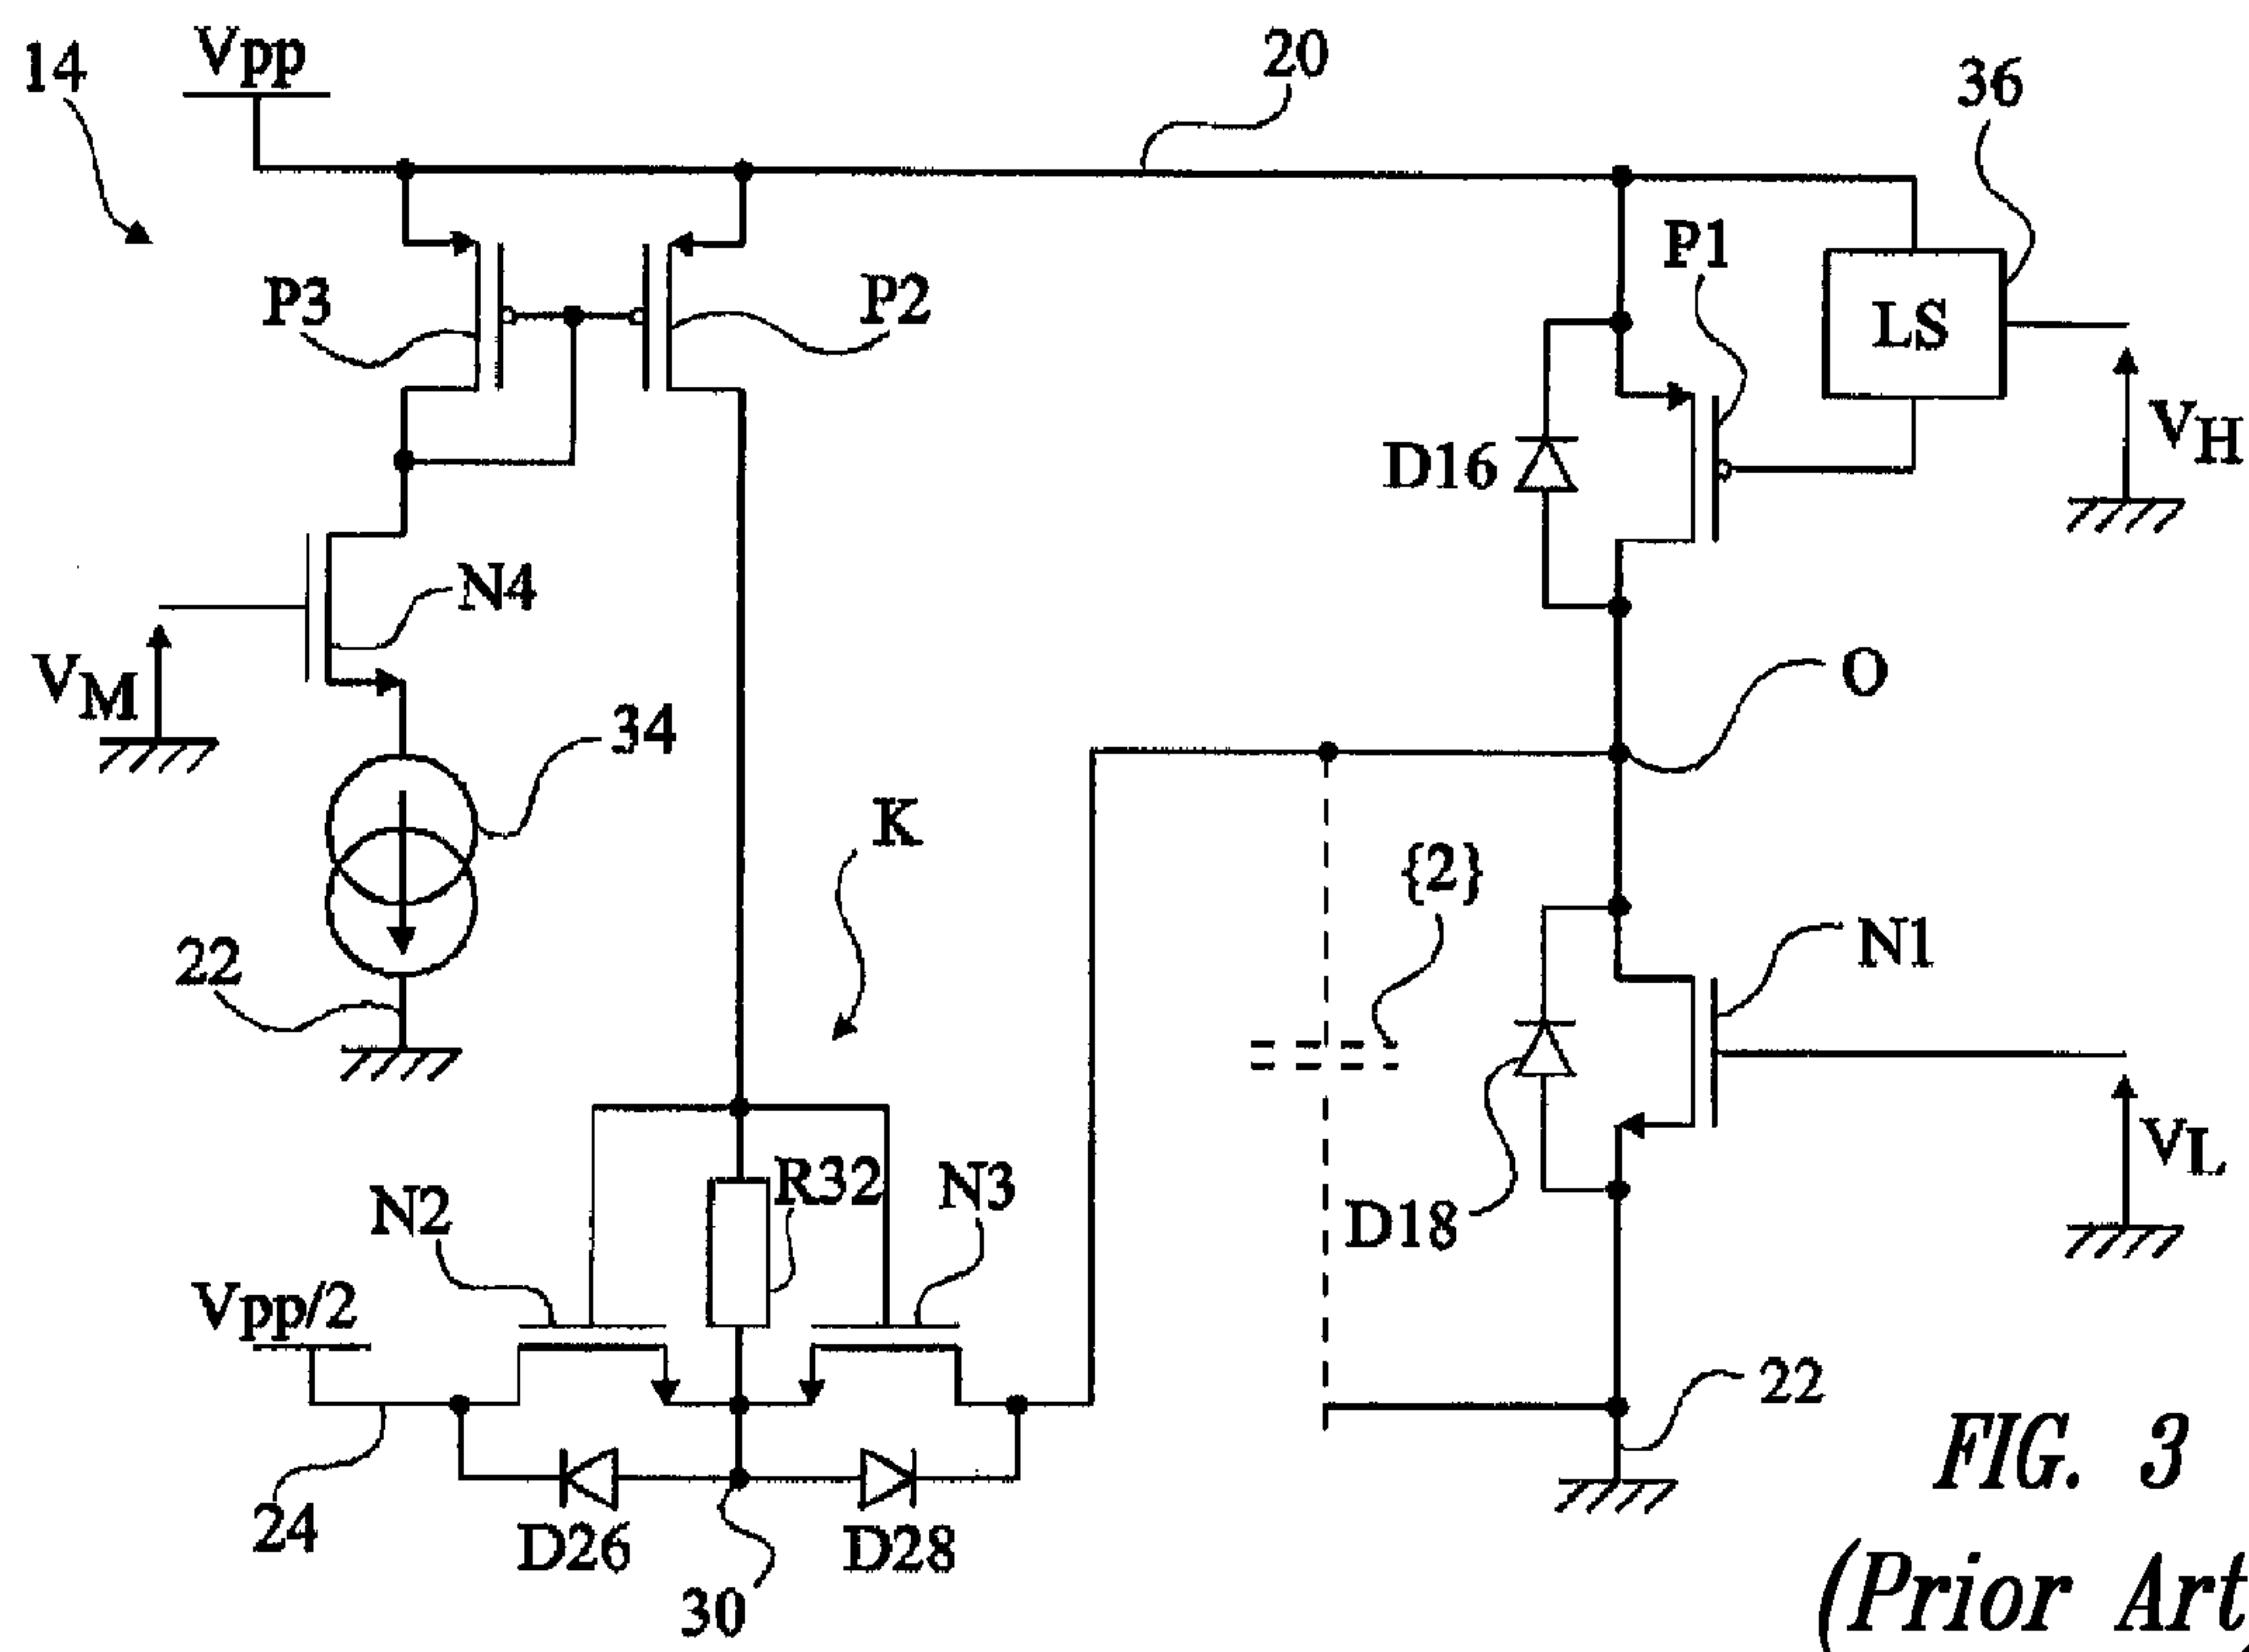 14
Vpp
20
36
P3
P2
P1
LS
D16
VH
N4
VM
34
O
K
{2}
22
N1
N2
R32
N3
D18
VL
Vpp/2
22
24
D26
D28
30
FIG. 3
(Prior Art)